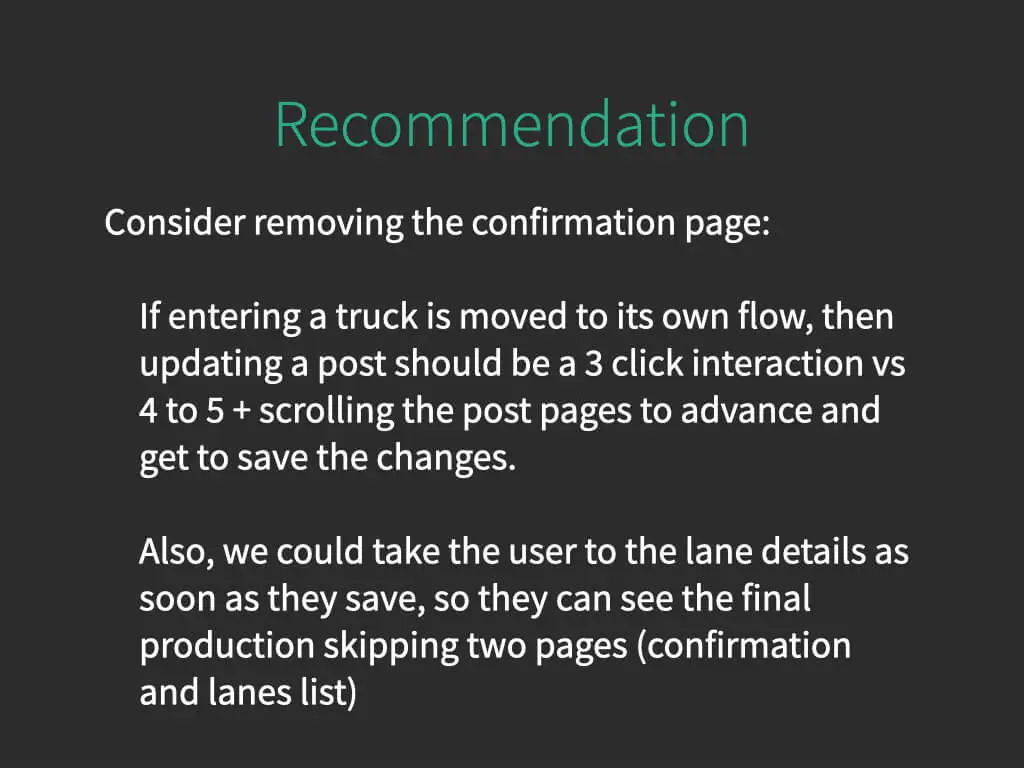 Recommendation
Consider removing the confirmation page:
If entering a truck is moved to its own flow, then
updating a post should be a 3 click interaction vs
4 to 5 + scrolling the post pages to advance and
get to save the changes.
Also, we could take the user to the lane details as
soon as they save, so they can see the final
production skipping two pages (confirmation
and lanes list)